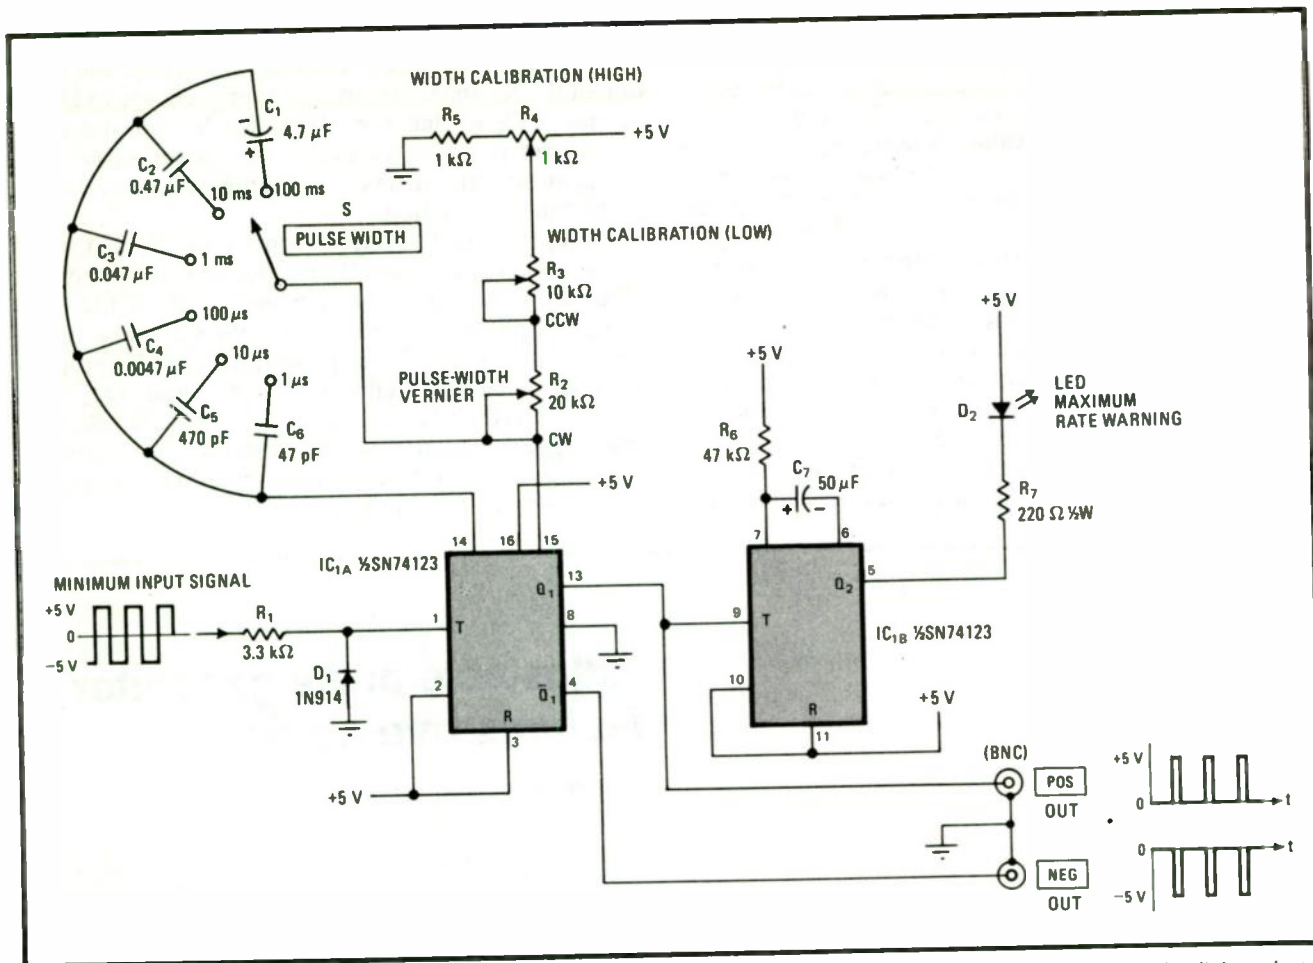 WIDTH CALIBRATION (HIGH)
C1
4.7 µF
−
+
R5
1 kΩ
R4
1 kΩ
+5 V
C2
0.47 µF
10 ms
100 ms
S
PULSE WIDTH
WIDTH CALIBRATION (LOW)
C3
0.047 µF
1 ms
R3
10 kΩ
CCW
100 µs
C4
0.0047 µF
10 µs
1 µs
C5
470 pF
C6
47 pF
PULSE-WIDTH
VERNIER
R2
20 kΩ
CW
+5 V
+5 V
R6
47 kΩ
C7
50 µF
+ −
+5 V
D2
LED
MAXIMUM
RATE WARNING
R7
220 Ω ½W
14 16 15
IC1A ½SN74123
7 6
MINIMUM INPUT SIGNAL
+5 V
0
−5 V
R1
3.3 kΩ
D1
1N914
1 T
Q1 13
8
2
Q̅1 4
R
3
+5 V
Q2 5
9 T
IC1B ½SN74123
10
R
11
+5 V
(BNC)
POS
OUT
+5 V
0
t
NEG
OUT
0
−5 V
t